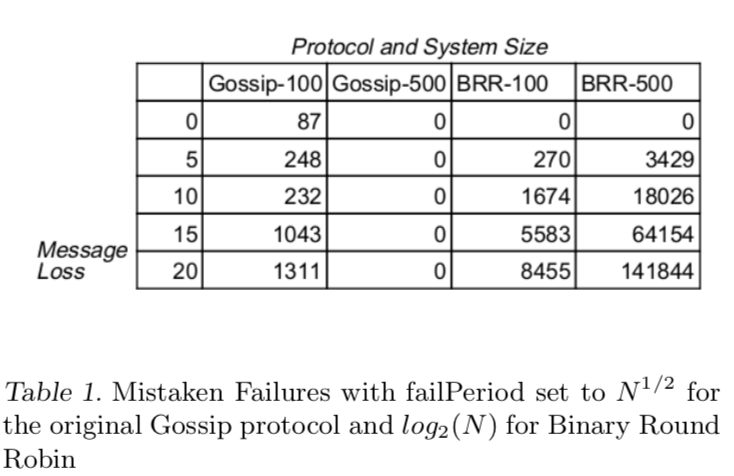 Protocol and System Size
Gossip-100 Gossip-500 BRR-100 BRR-500
0 87 0 0 0
5 248 0 270 3429
10 232 0 1674 18026
15 1043 0 5583 64154
Message
Loss
20 1311 0 8455 141844
Table 1. Mistaken Failures with failPeriod set to N^{1/2} for
the original Gossip protocol and log₂(N) for Binary Round
Robin